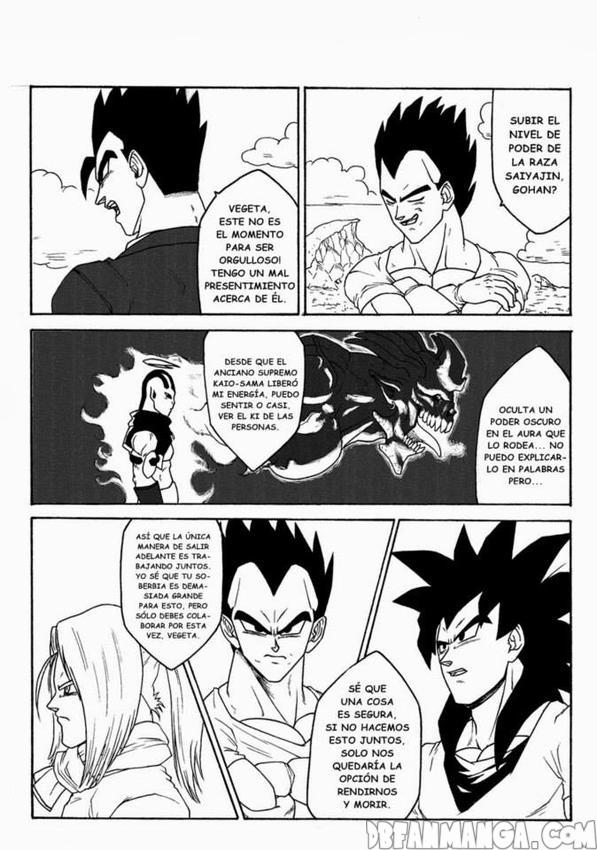 VEGETA,
ESTE NO ES
EL MOMENTO
PARA SER
ORGULLOSO!
TENGO UN MAL
PRESENTIMIENTO
ACERCA DE ÉL.
SUBIR EL
NIVEL DE
PODER DE
LA RAZA
SAIYAJIN,
GOHAN?
DESDE QUE EL
ANCIANO SUPREMO
KAIO-SAMA LIBERÓ
MI ENERGÍA, PUEDO
SENTIR O CASI,
VER EL KI DE LAS
PERSONAS.
OCULTA UN
PODER OSCURO
EN EL AURA QUE
LO RODEA... NO
PUEDO EXPLICAR-
LO EN PALABRAS
PERO...
ASÍ QUE LA ÚNICA
MANERA DE SALIR
ADELANTE ES TRA-
BAJANDO JUNTOS.
YO SÉ QUE TU SO-
BERBIA ES DEMA-
SIADA GRANDE
PARA ESTO, PERO
SÓLO DEBES COLA-
BORAR POR ESTA
VEZ, VEGETA.
SÉ QUE
UNA COSA
ES SEGURA,
SI NO HACEMOS
ESTO JUNTOS,
SOLO NOS
QUEDARÍA LA
OPCIÓN DE
RENDIRNOS
Y MORIR.
DBFANMANGA.COM